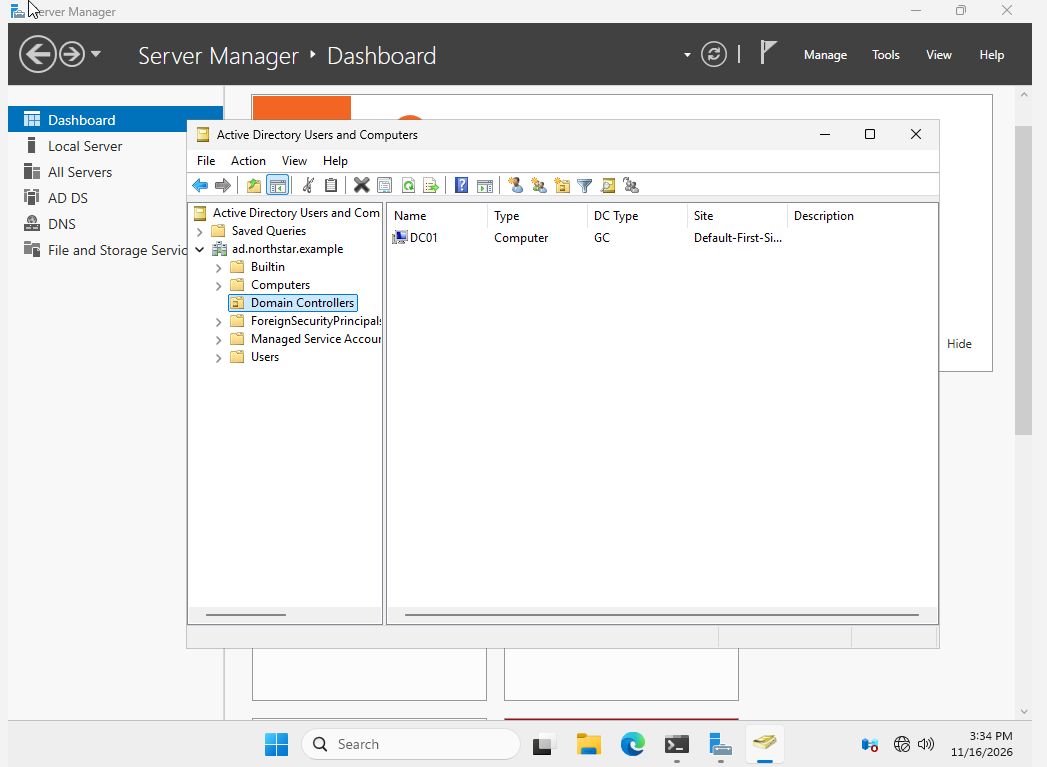 Server Manager
Server Manager • Dashboard
Manage Tools View Help
Dashboard
Local Server
All Servers
AD DS
DNS
File and Storage Servic
Active Directory Users and Computers
File Action View Help
Active Directory Users and Com
Saved Queries
ad.northstar.example
Builtin
Computers
Domain Controllers
ForeignSecurityPrincipals
Managed Service Accour
Users
Name Type DC Type Site Description
DC01 Computer GC Default-First-Si...
Hide
Search
3:34 PM
11/16/2026